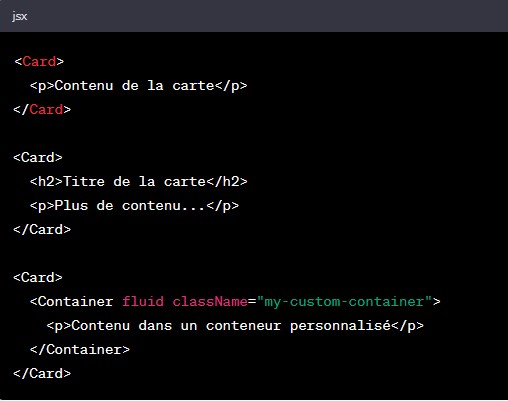 jsx
<Card>
<p>Contenu de la carte</p>
</Card>
<Card>
<h2>Titre de la carte</h2>
<p>Plus de contenu...</p>
</Card>
<Card>
<Container fluid className="my-custom-container">
<p>Contenu dans un conteneur personnalisé</p>
</Container>
</Card>